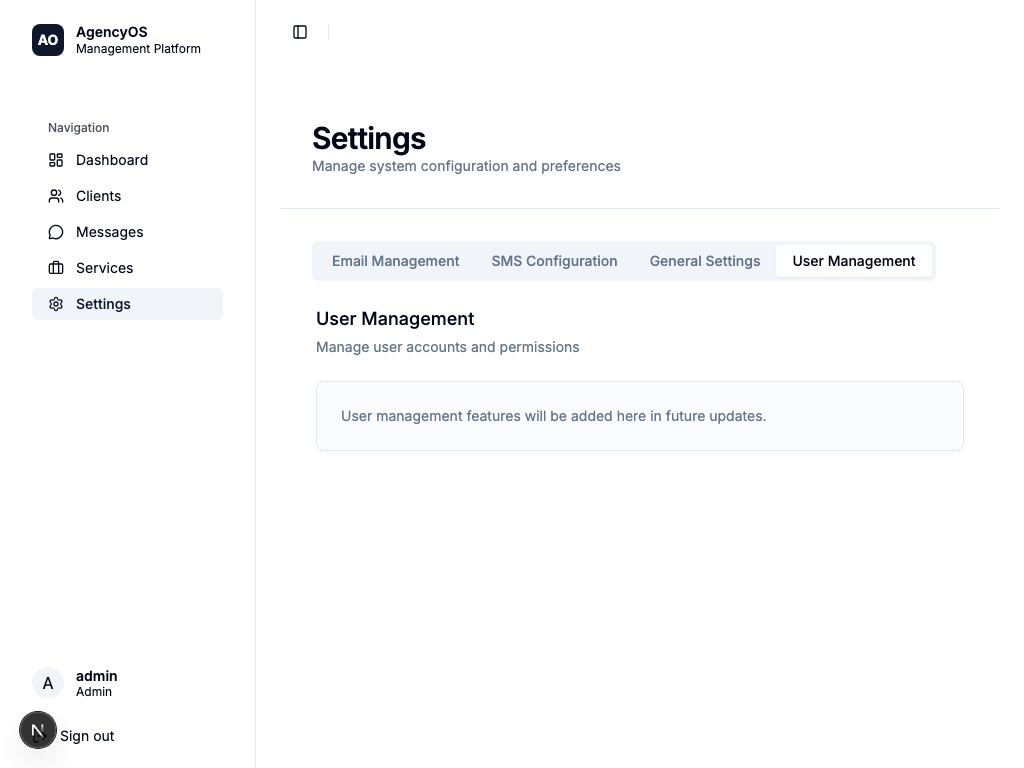 AO
AgencyOS
Management Platform
Navigation
Dashboard
Clients
Messages
Services
Settings
A
admin
Admin
N
Sign out
Settings
Manage system configuration and preferences
Email Management SMS Configuration General Settings User Management
User Management
Manage user accounts and permissions
User management features will be added here in future updates.